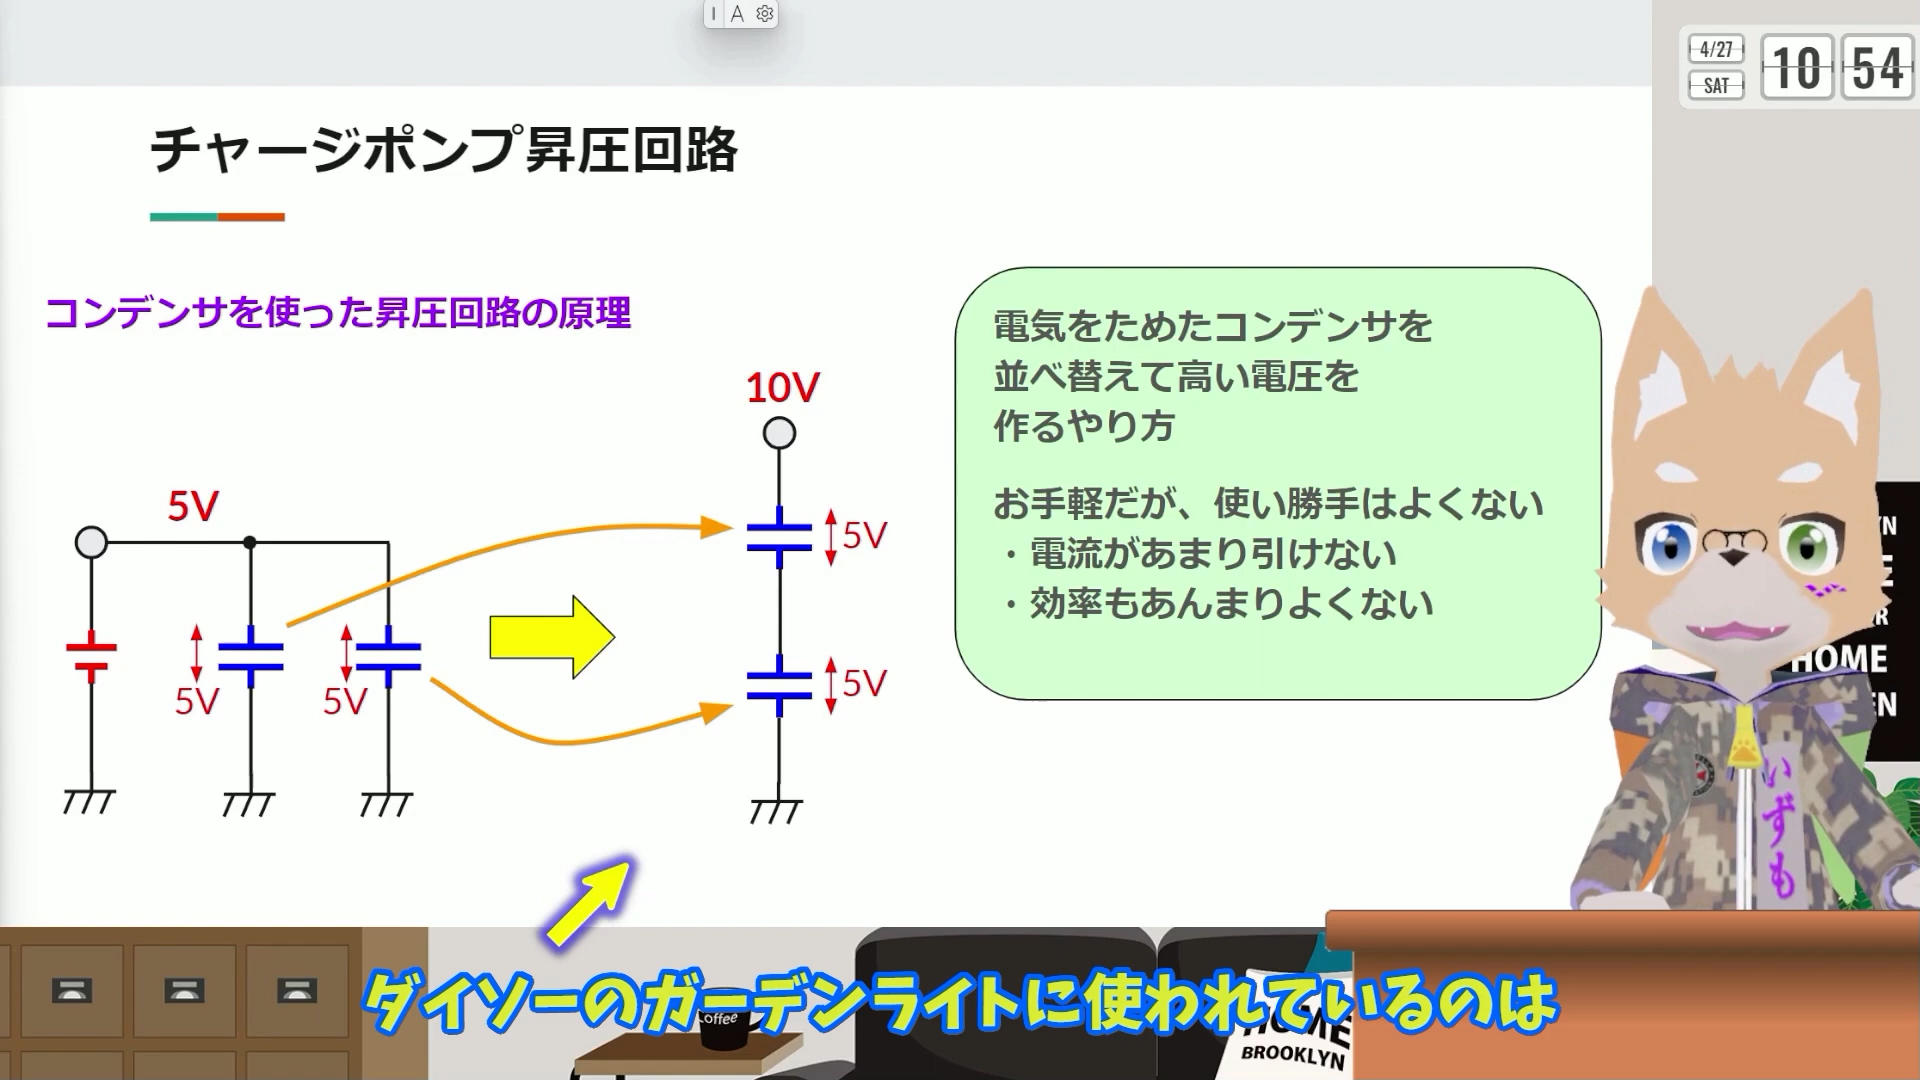 A
4/27
SAT
10 54
チャージポンプ昇圧回路
コンデンサを使った昇圧回路の原理
10V
5V
5V
5V
5V
5V
電気をためたコンデンサを
並べ替えて高い電圧を
作るやり方
お手軽だが、使い勝手はよくない
・電流があまり引けない
・効率もあんまりよくない
HOME
いずも
ダイソーのガーデンライトに使われているのは
offee
HOME
BROOKLYN